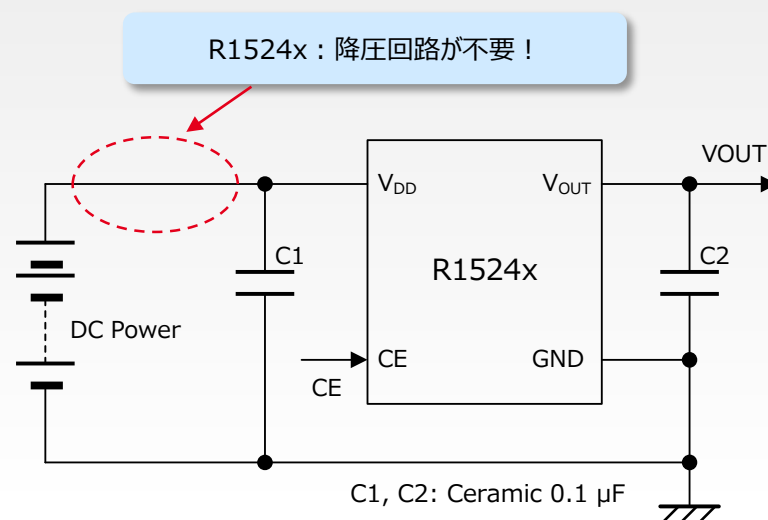 R1524x：降圧回路が不要！
VOUT
VDD
VOUT
C1
R1524x
C2
DC Power
CE
GND
CE
C1, C2: Ceramic 0.1 µF